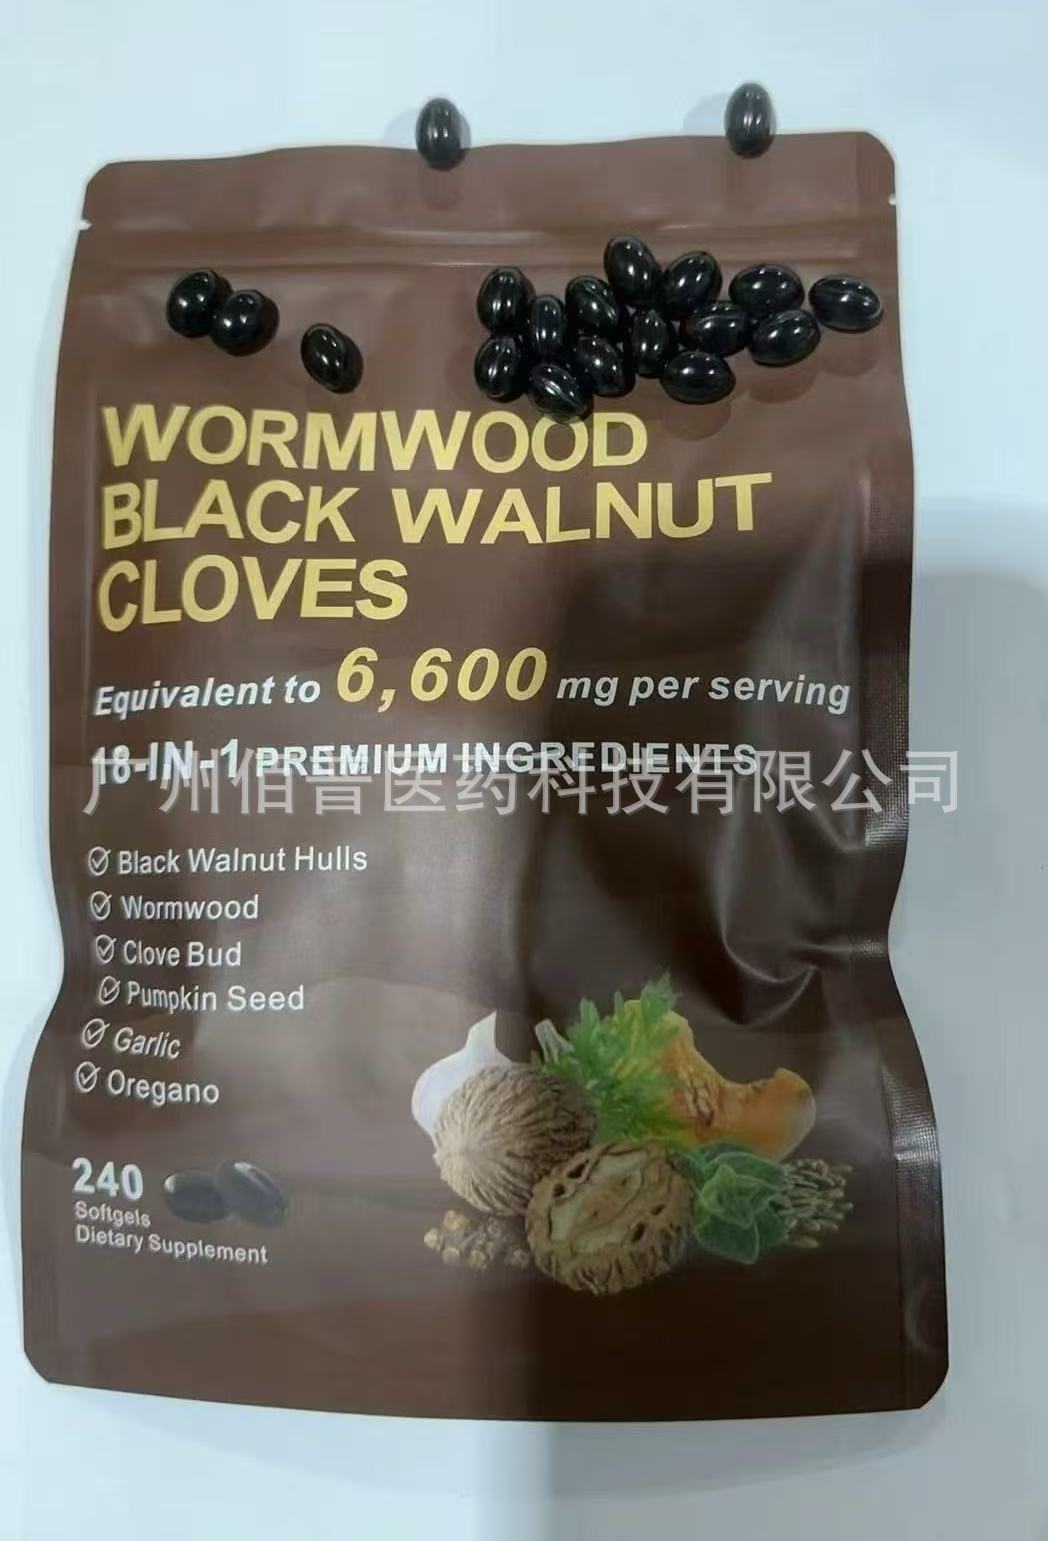 WORMWOOD
BLACK WALNUT
CLOVES
Equivalent to 6,600 mg per serving
18-IN-1 PREMIUM INGREDIENTS
广州伯晋医药科技有限公司
Black Walnut Hulls
Wormwood
Clove Bud
Pumpkin Seed
Garlic
Oregano
240
Softgels
Dietary Supplement